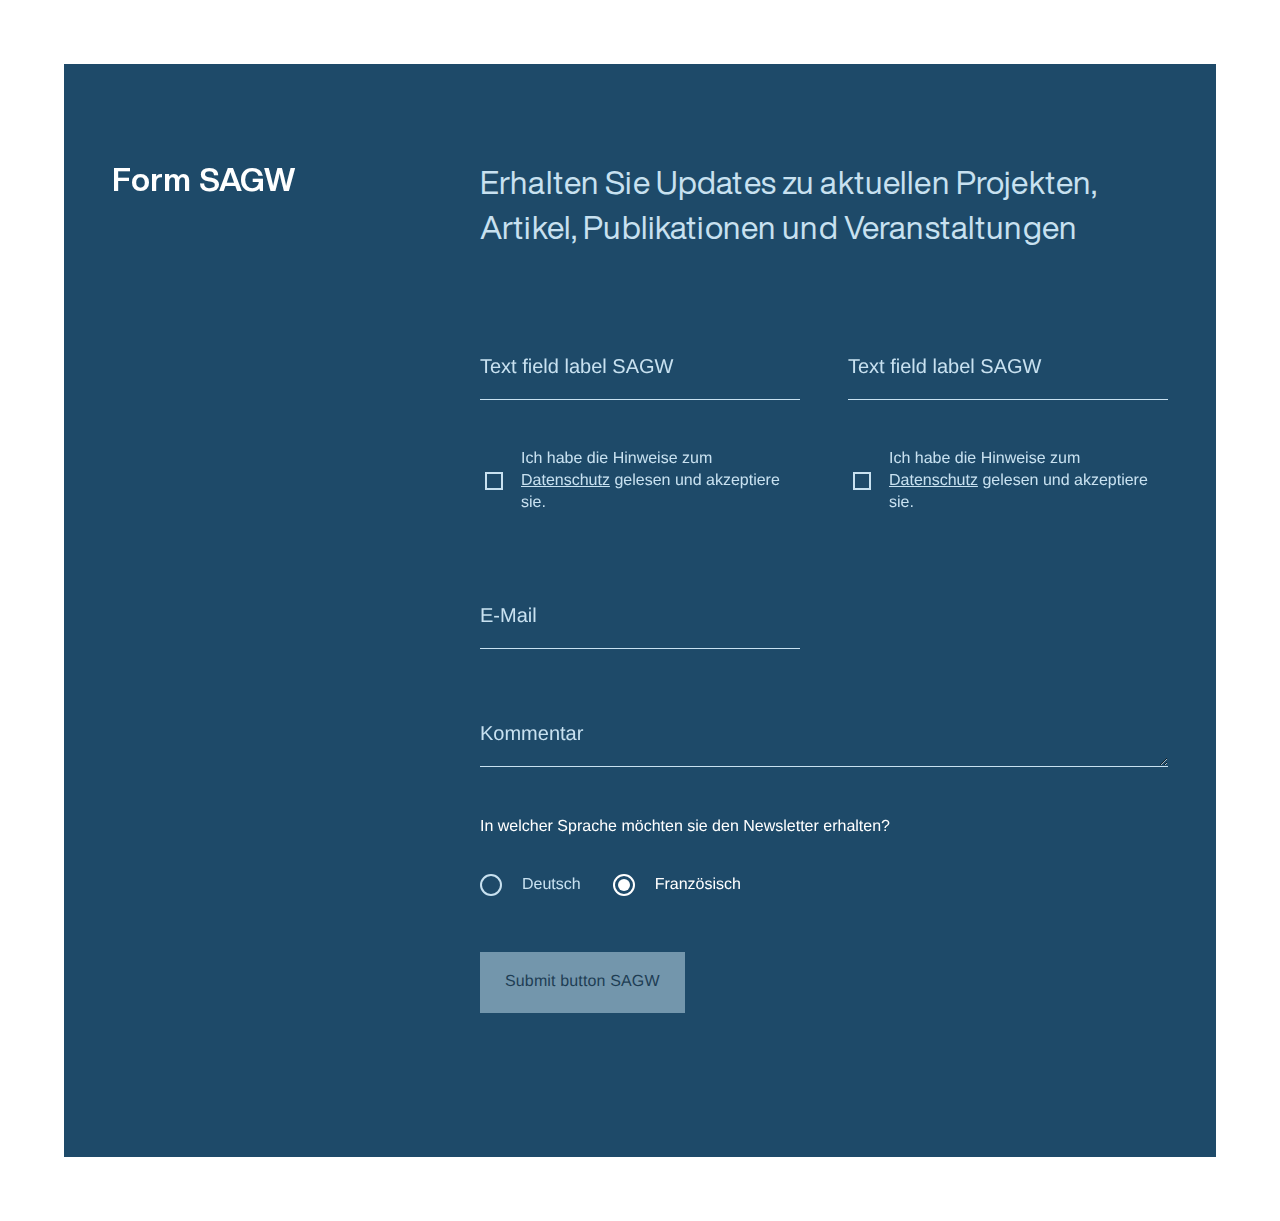 Form SAGW
Erhalten Sie Updates zu aktuellen Projekten,
Artikel, Publikationen und Veranstaltungen
Text field label SAGW
Text field label SAGW
Ich habe die Hinweise zum
Datenschutz gelesen und akzeptiere
sie.
Ich habe die Hinweise zum
Datenschutz gelesen und akzeptiere
sie.
E-Mail
Kommentar
In welcher Sprache möchten sie den Newsletter erhalten?
Deutsch
Französisch
Submit button SAGW